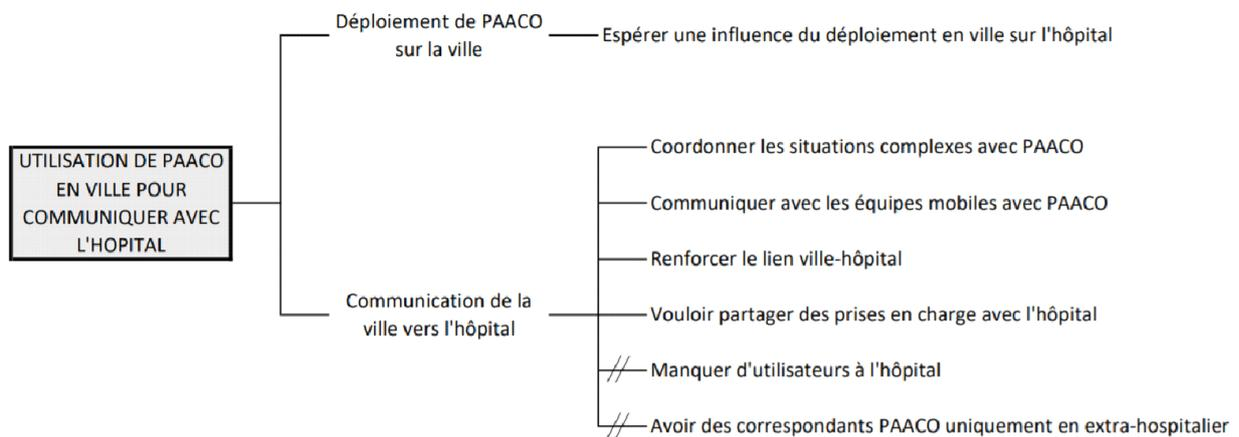 UTILISATION DE PAACO
EN VILLE POUR
COMMUNIQUER AVEC
L'HOPITAL
Déploiement de PAACO
sur la ville
Espérer une influence du déploiement en ville sur l'hôpital
Communication de la
ville vers l'hôpital
Coordonner les situations complexes avec PAACO
Communiquer avec les équipes mobiles avec PAACO
Renforcer le lien ville-hôpital
Vouloir partager des prises en charge avec l'hôpital
Manquer d'utilisateurs à l'hôpital
Avoir des correspondants PAACO uniquement en extra-hospitalier